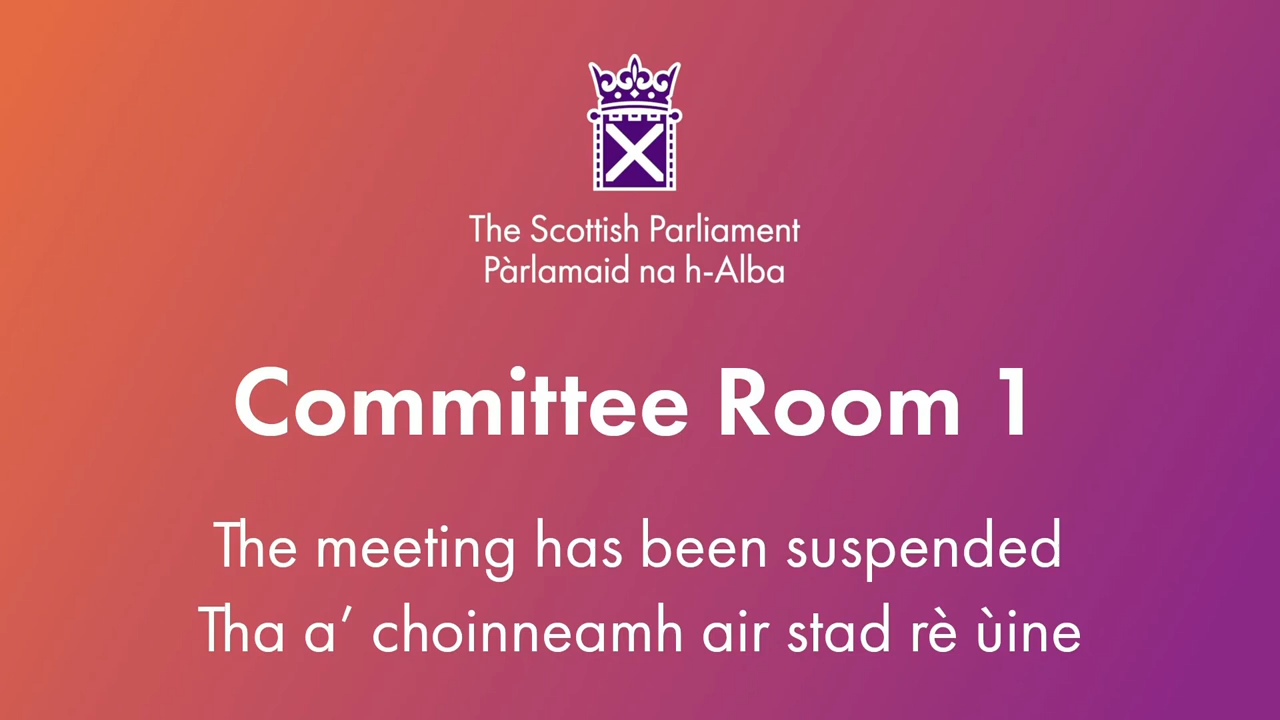 The Scottish Parliament
Pàrlamaid na h-Alba
Committee Room 1
The meeting has been suspended
Tha a’ choinneamh air stad rè ùine